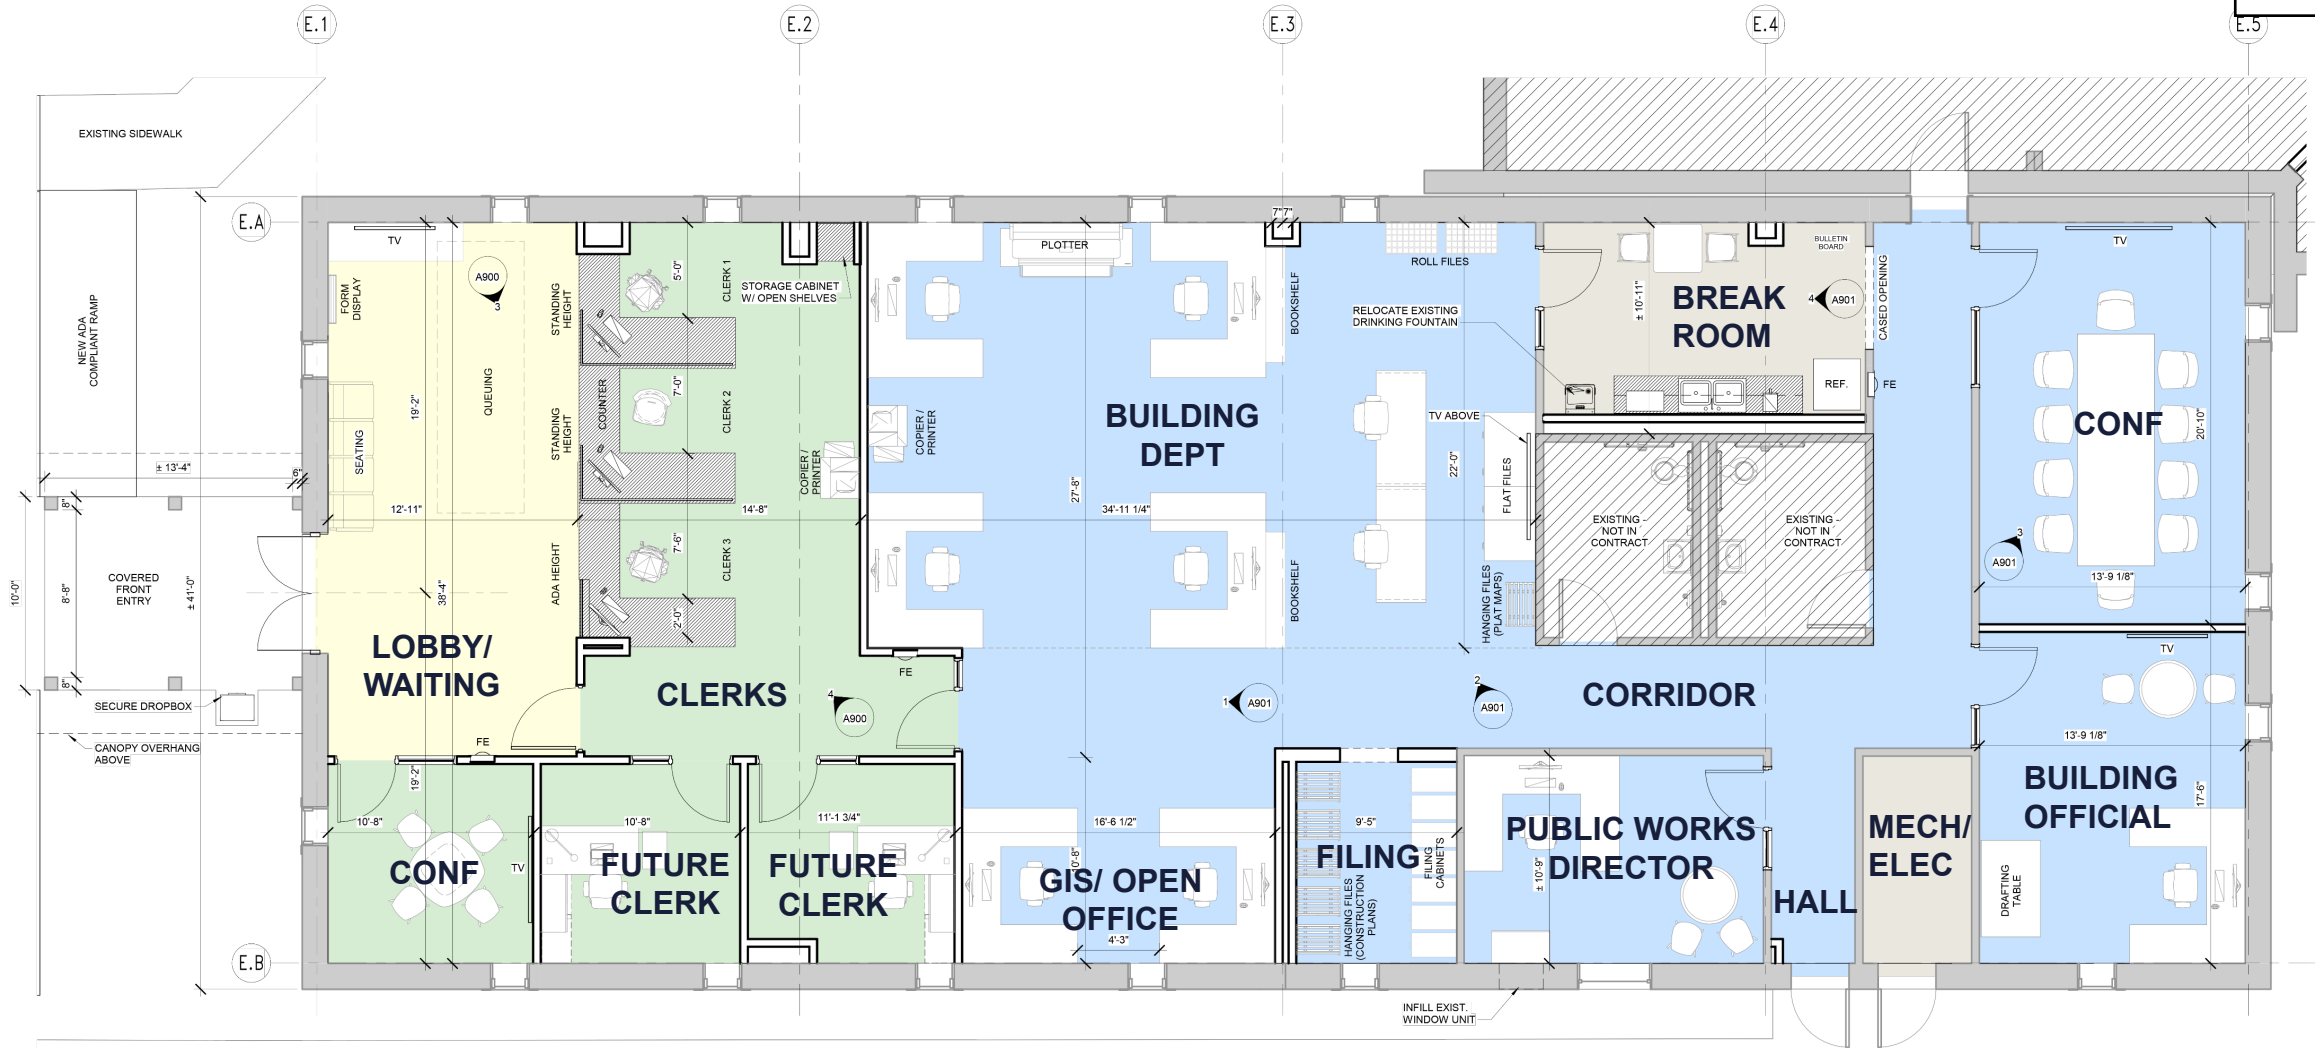 E.1
E.2
E.3
E.4
E.5
EXISTING SIDEWALK
E.A
7" 7"
TV
A900
3
FORM
DISPLAY
STANDING
HEIGHT
5'-0"
CLERK 1
STORAGE CABINET
W/ OPEN SHELVES
PLOTTER
BOOKSHELF
ROLL FILES
RELOCATE EXISTING
DRINKING FOUNTAIN
± 10'-11"
BREAK
ROOM
BULLETIN
BOARD
4
A901
CASED OPENING
TV
NEW ADA
COMPLIANT RAMP
QUEUING
19'-2"
SEATING
STANDING
HEIGHT
COUNTER
7'-0"
CLERK 2
COPIER /
PRINTER
COPIER /
PRINTER
BUILDING
DEPT
27'-8"
TV ABOVE
22'-0"
FLAT FILES
REF.
FE
CONF
20'-10"
± 13'-4"
6"
8"
12'-11"
14'-8"
34'-11 1/4"
EXISTING -
NOT IN
CONTRACT
EXISTING -
NOT IN
CONTRACT
3
A901
13'-9 1/8"
10'-0"
8'-8"
COVERED
FRONT
ENTRY
± 41'-0"
38'-4"
ADA HEIGHT
7'-6"
CLERK 3
2'-0"
BOOKSHELF
HANGING FILES
(PLAT MAPS)
8"
LOBBY/
WAITING
CLERKS
FE
4
A900
1
A901
2
A901
CORRIDOR
TV
SECURE DROPBOX
CANOPY OVERHANG
ABOVE
FE
13'-9 1/8"
19'-2"
10'-8"
10'-8"
11'-1 3/4"
16'-6 1/2"
9'-5"
BUILDING
OFFICIAL
17'-6"
CONF
TV
FUTURE
CLERK
FUTURE
CLERK
GIS/ OPEN
OFFICE
4'-3"
FILING
FILING
CABINETS
HANGING FILES
(CONSTRUCTION
PLANS)
PUBLIC WORKS
DIRECTOR
± 10'-9"
HALL
MECH/
ELEC
DRAFTING
TABLE
E.B
INFILL EXIST.
WINDOW UNIT